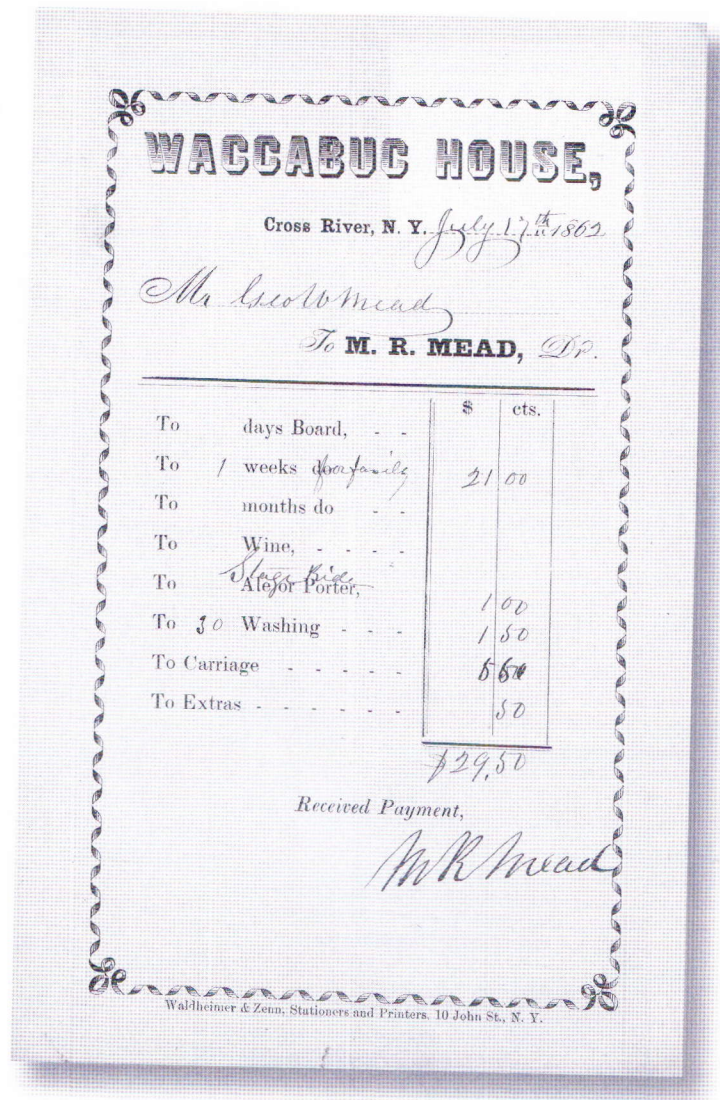 WACCABUC HOUSE,
Cross River, N. Y. July 17th 1862
Mr Geo W Mead
To M. R. MEAD, Dr.
$ cts.
To days Board, - -
To 1 weeks do for family 21 00
To months do - -
To Wine, - - - -
Stage Ride
To Ale or Porter, 1 00
To 30 Washing - - - 1 50
To Carriage - - - - - 5 50
To Extras - - - - - - 50
$29,50
Received Payment,
M R Mead
Waldheimer & Zenn, Stationers and Printers. 10 John St., N. Y.